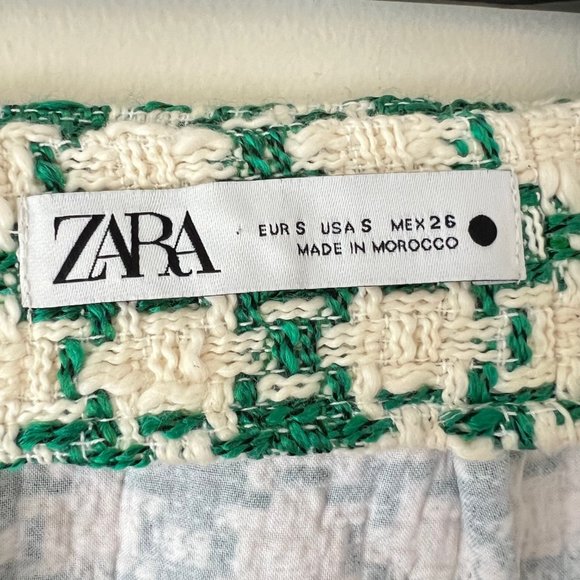 ZARA
EUR S USA S MEX 26
MADE IN MOROCCO